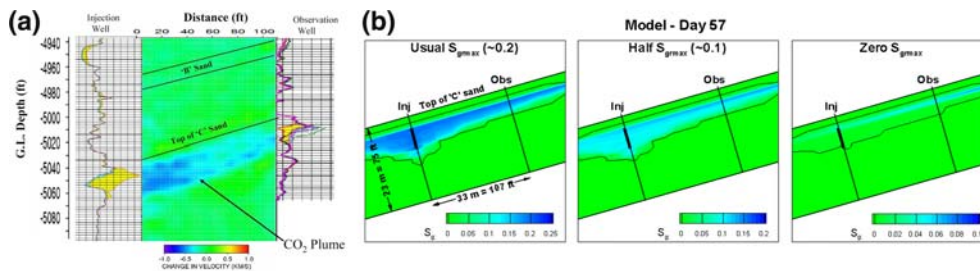 (a)
Injection
Well
Distance (ft)
Observation
Well
0 20 40 60 80 100
G.L. Depth (ft)
-4940
-4960
-4980
-5000
-5020
-5040
-5060
-5080
'B' Sand
Top of 'C' Sand
CO2 Plume
-1.0 -0.5 0.0 0.5 1.0
CHANGE IN VELOCITY (KM/S)
(b)
Model - Day 57
Usual Sgrmax (~0.2)
Half Sgrmax (~0.1)
Zero Smax
Inj
Top of 'C' sand
Obs
23 m = 75 ft
33 m = 107 ft
Sg
0 0.05 0.1 0.15 0.2 0.25
Inj
Obs
Sg
0 0.05 0.1 0.15 0.2
Inj
Obs
Sg
0 0.02 0.04 0.06 0.08 0.1